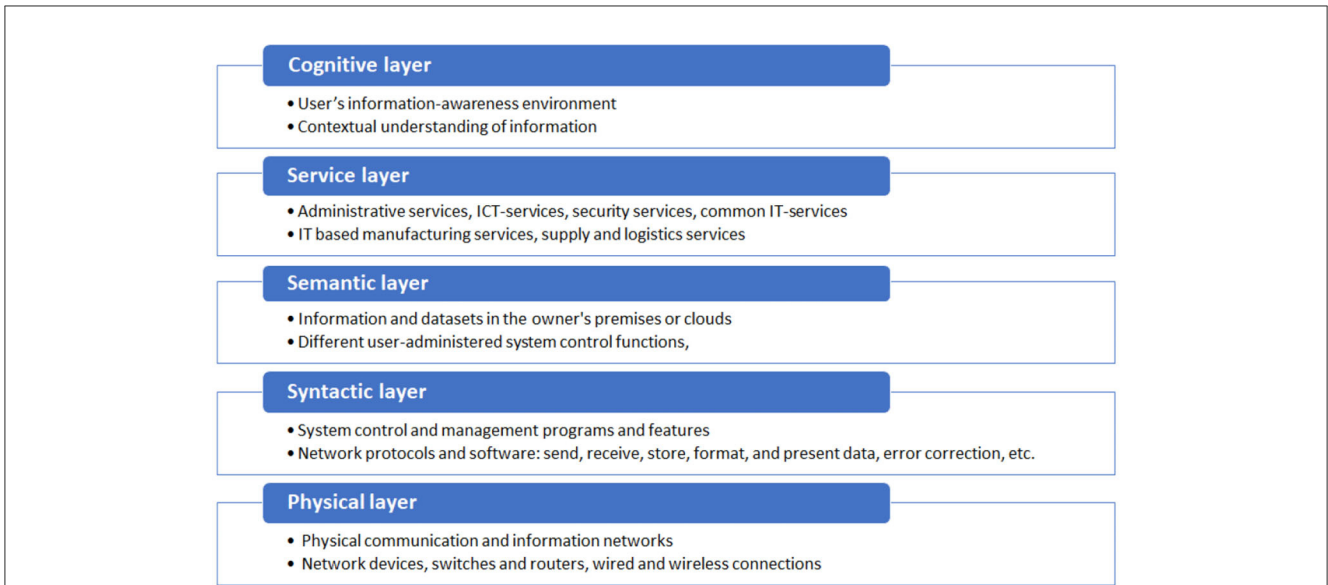 Cognitive layer
• User’s information-awareness environment
• Contextual understanding of information
Service layer
• Administrative services, ICT-services, security services, common IT-services
• IT based manufacturing services, supply and logistics services
Semantic layer
• Information and datasets in the owner's premises or clouds
• Different user-administered system control functions,
Syntactic layer
• System control and management programs and features
• Network protocols and software: send, receive, store, format, and present data, error correction, etc.
Physical layer
• Physical communication and information networks
• Network devices, switches and routers, wired and wireless connections